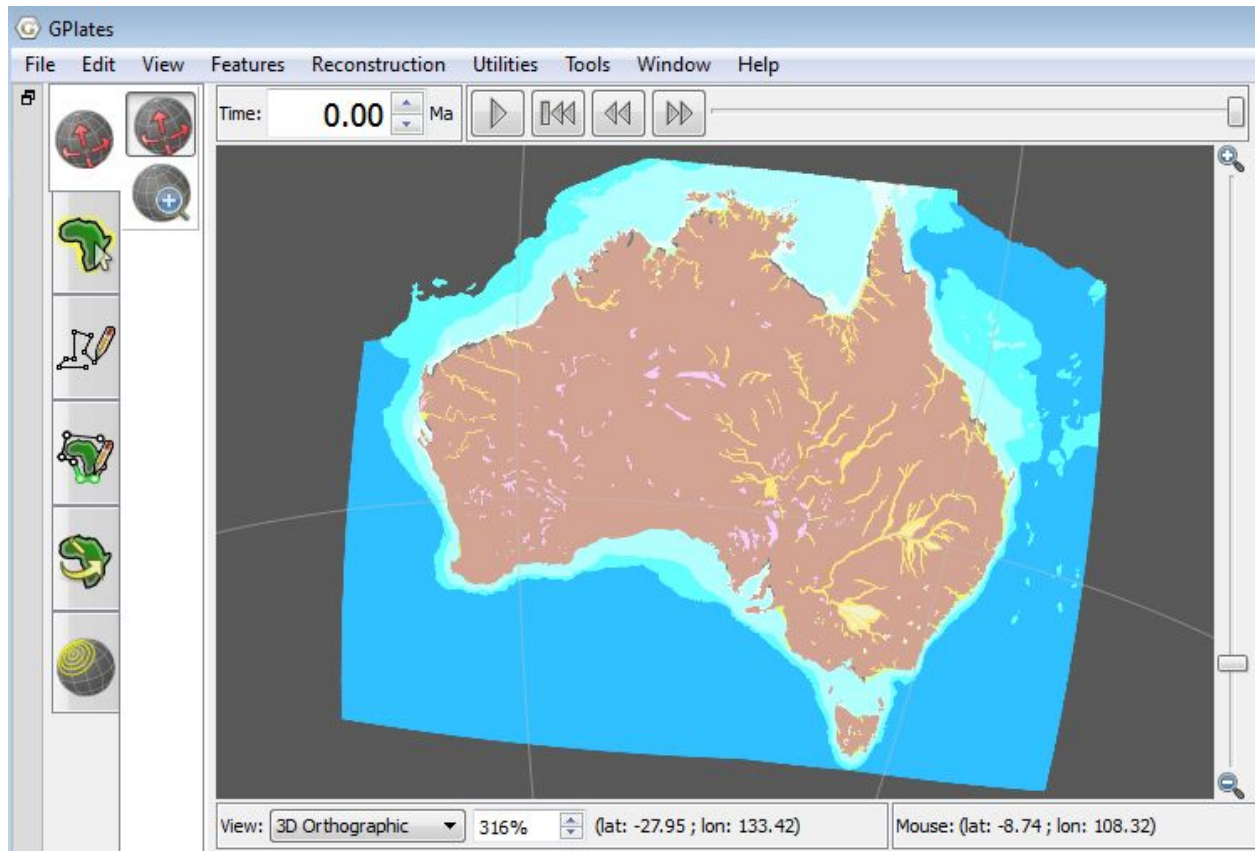 GPlates
File Edit View Features Reconstruction Utilities Tools Window Help
Time: 0.00 Ma
View: 3D Orthographic 316% (lat: -27.95 ; lon: 133.42) Mouse: (lat: -8.74 ; lon: 108.32)